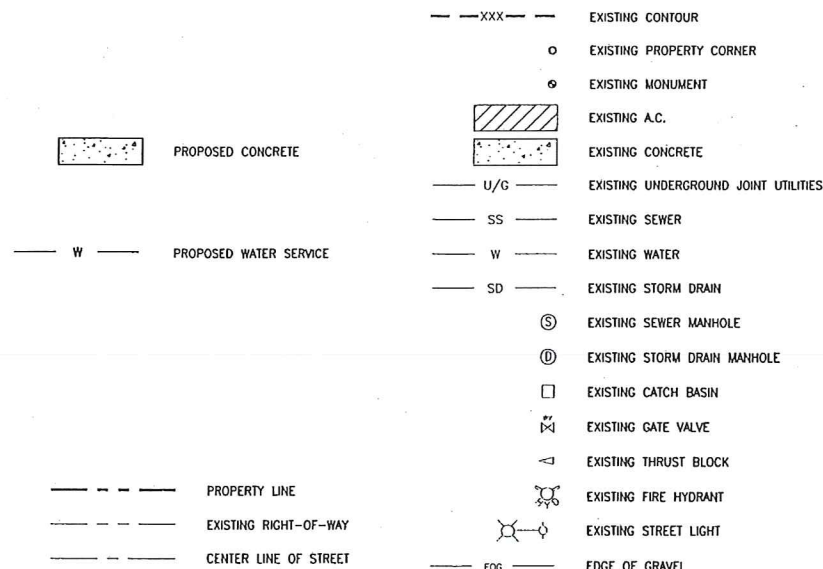 XXX EXISTING CONTOUR
EXISTING PROPERTY CORNER
EXISTING MONUMENT
EXISTING A.C.
PROPOSED CONCRETE
EXISTING CONCRETE
U/G EXISTING UNDERGROUND JOINT UTILITIES
SS EXISTING SEWER
W PROPOSED WATER SERVICE
W EXISTING WATER
SD EXISTING STORM DRAIN
S EXISTING SEWER MANHOLE
D EXISTING STORM DRAIN MANHOLE
EXISTING CATCH BASIN
EXISTING GATE VALVE
EXISTING THRUST BLOCK
PROPERTY LINE
EXISTING FIRE HYDRANT
EXISTING RIGHT-OF-WAY
EXISTING STREET LIGHT
CENTER LINE OF STREET
EOG EDGE OF GRAVEL